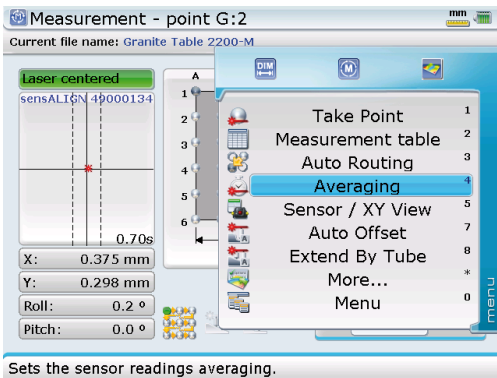 Measurement - point G:2
mm
Current file name: Granite Table 2200-M
Laser centered
sensALIGN 49000134
0.70s
X: 0.375 mm
Y: 0.298 mm
Roll: 0.2 º
Pitch: 0.0 º
A
1
2
3
4
5
6
DIM
M
Take Point 1
Measurement table 2
Auto Routing 3
Averaging 4
Sensor / XY View 5
Auto Offset 7
Extend By Tube 8
More... *
Menu 0
menu
Sets the sensor readings averaging.